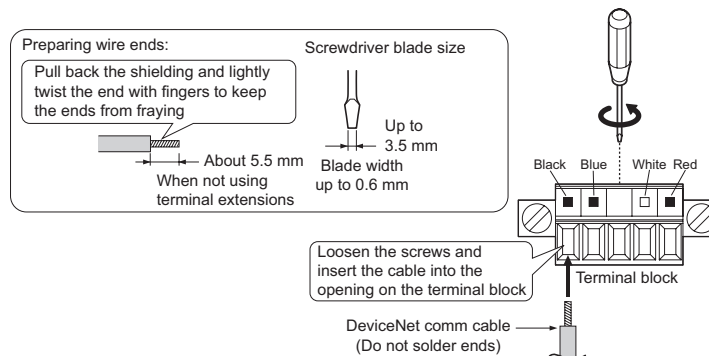 Preparing wire ends:
Pull back the shielding and lightly
twist the end with fingers to keep
the ends from fraying
About 5.5 mm
When not using
terminal extensions
Screwdriver blade size
Up to
3.5 mm
Blade width
up to 0.6 mm
Black Blue White Red
Loosen the screws and
insert the cable into the
opening on the terminal block
Terminal block
DeviceNet comm cable
(Do not solder ends)